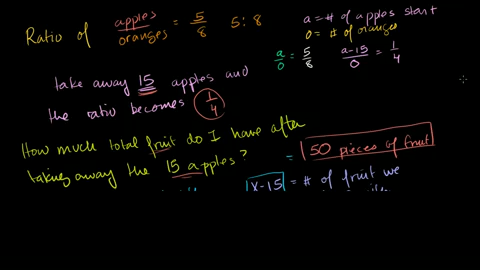 Ratio of apples/oranges = 5/8 5:8
a = # of apples start
o = # of oranges
a/o = 5/8 a-15/o = 1/4
take away 15 apples and
the ratio becomes 1/4
How much total fruit do I have after
taking away the 15 apples?
= 50 pieces of fruit
x-15 = # of fruit we